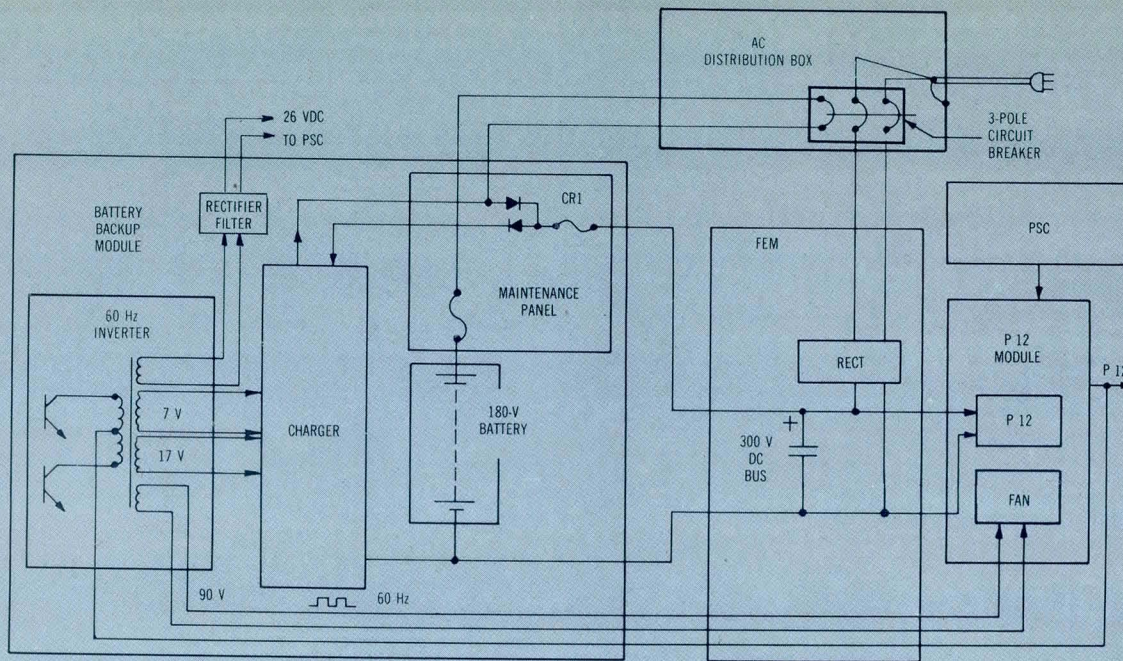 AC
DISTRIBUTION BOX
3-POLE
CIRCUIT
BREAKER
26 VDC
TO PSC
BATTERY
BACKUP
MODULE
RECTIFIER
FILTER
CR1
MAINTENANCE
PANEL
FEM
PSC
60 Hz
INVERTER
7 V
17 V
CHARGER
180-V
BATTERY
RECT
+
300 V
DC
BUS
P 12
MODULE
P 12
P 12
FAN
90 V
60 Hz